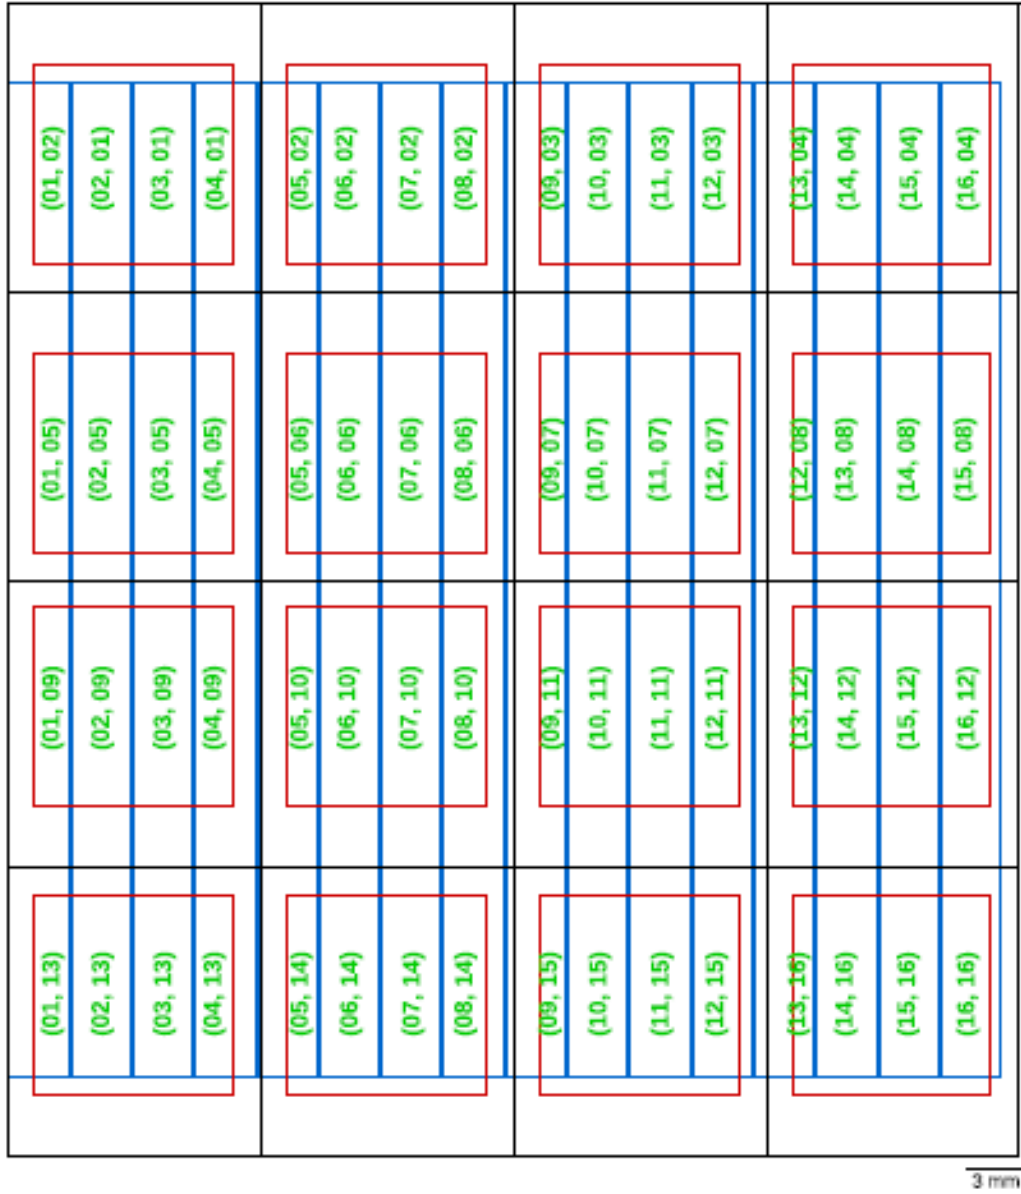 (01, 02) (02, 01) (03, 01) (04, 01) (05, 02) (06, 02) (07, 02) (08, 02) (09, 03) (10, 03) (11, 03) (12, 03) (13, 04) (14, 04) (15, 04) (16, 04)
(01, 05) (02, 05) (03, 05) (04, 05) (05, 06) (06, 06) (07, 06) (08, 06) (09, 07) (10, 07) (11, 07) (12, 07) (12, 08) (13, 08) (14, 08) (15, 08)
(01, 09) (02, 09) (03, 09) (04, 09) (05, 10) (06, 10) (07, 10) (08, 10) (09, 11) (10, 11) (11, 11) (12, 11) (13, 12) (14, 12) (15, 12) (16, 12)
(01, 13) (02, 13) (03, 13) (04, 13) (05, 14) (06, 14) (07, 14) (08, 14) (09, 15) (10, 15) (11, 15) (12, 15) (13, 16) (14, 16) (15, 16) (16, 16)
3 mm